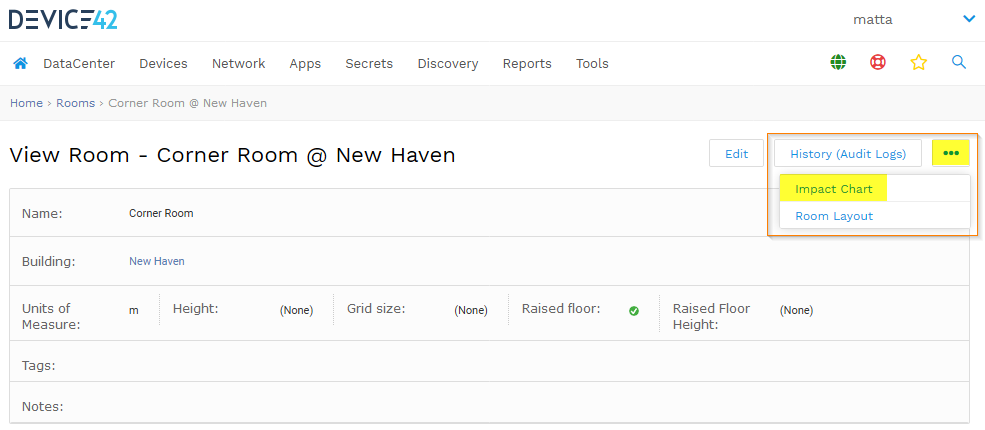 DEVICE42
matta
DataCenter Devices Network Apps Secrets Discovery Reports Tools
Home › Rooms › Corner Room @ New Haven
View Room - Corner Room @ New Haven
Edit
History (Audit Logs)
•••
Impact Chart
Room Layout
Name: Corner Room
Building: New Haven
Units of Measure: m Height: (None) Grid size: (None) Raised floor: Raised Floor Height: (None)
Tags:
Notes: